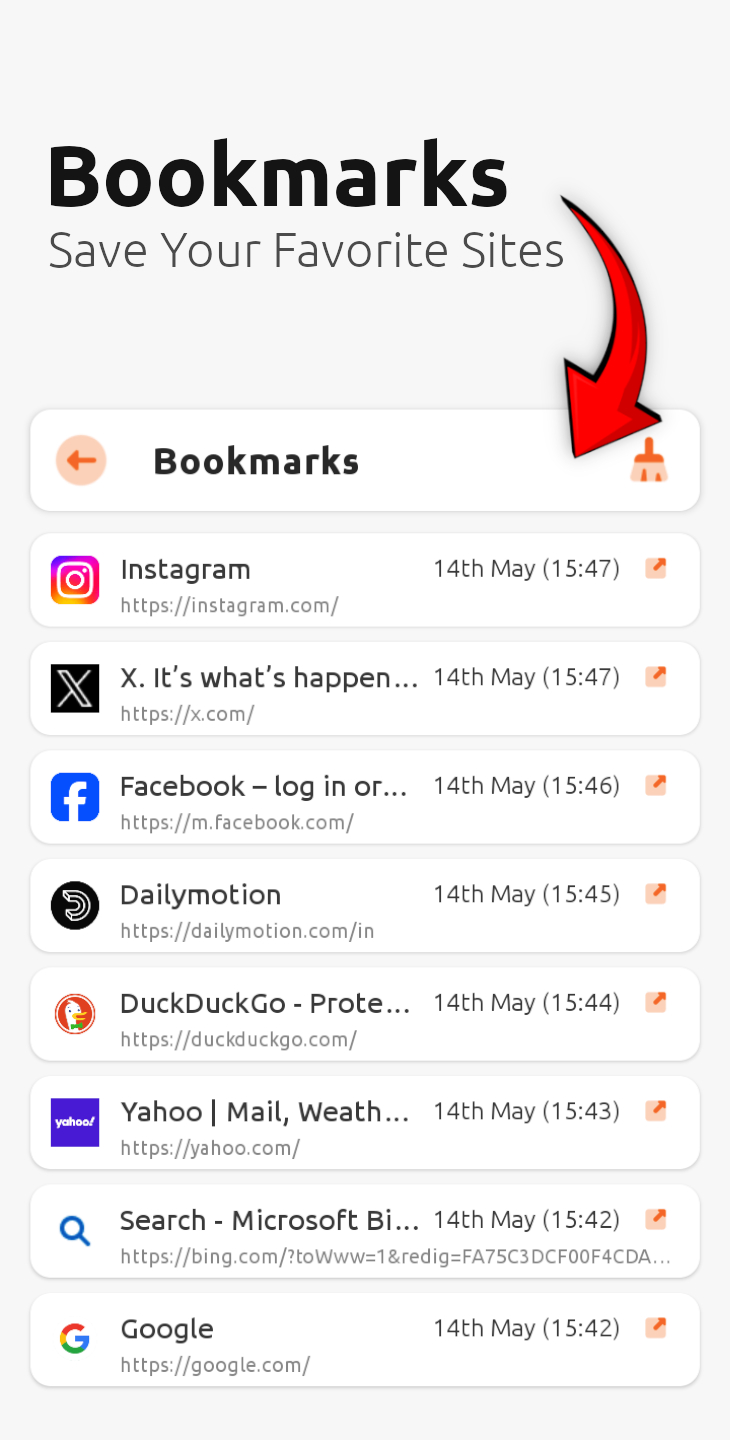 Bookmarks
Save Your Favorite Sites
Bookmarks
Instagram 14th May (15:47)
https://instagram.com/
X. It’s what’s happen... 14th May (15:47)
https://x.com/
Facebook – log in or... 14th May (15:46)
https://m.facebook.com/
Dailymotion 14th May (15:45)
https://dailymotion.com/in
DuckDuckGo - Prote... 14th May (15:44)
https://duckduckgo.com/
yahoo! Yahoo | Mail, Weath... 14th May (15:43)
https://yahoo.com/
Search - Microsoft Bi... 14th May (15:42)
https://bing.com/?toWww=1&redig=FA75C3DCF00F4CDA...
Google 14th May (15:42)
https://google.com/